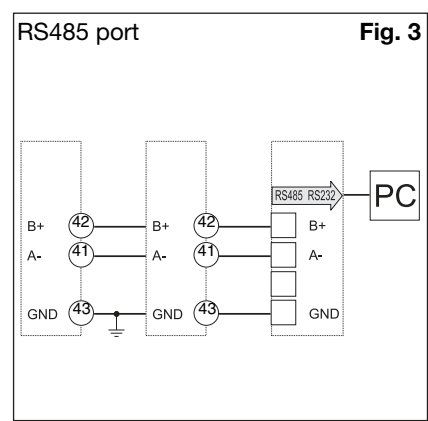 RS485 port Fig. 3
RS485 RS232 PC
B+ 42 B+ 42 B+
A- 41 A- 41 A-
GND 43 GND 43 GND